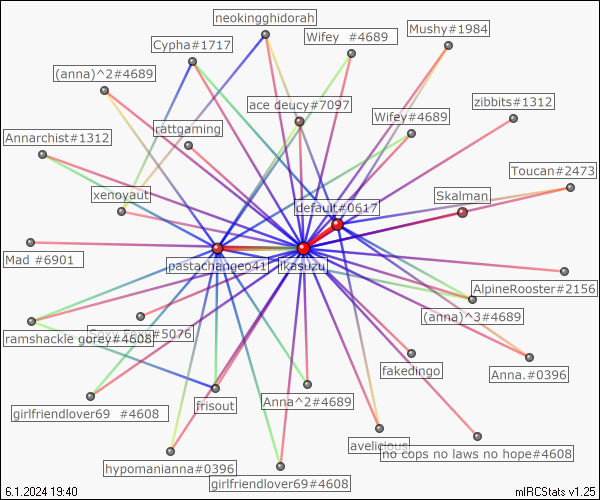 neokingghidorah
Mushy#1984
Wifey  #4689
Cypha#1717
(anna)^2#4689
ace deucy#7097
zibbits#1312
Wifey#4689
rattgaming
Annarchist#1312
Toucan#2473
xenoyaut
Skalman
default#0617
Mad #6901
pastachangeo41
ikasuzu
AlpineRooster#2156
(anna)^3#4689
#5076
ramshackle gorey#4608
fakedingo
Anna.#0396
Anna^2#4689
frisout
girlfriendlover69  #4608
avelicious
no cops no laws no hope#4608
hypomanianna#0396
girlfriendlover69#4608
6.1.2024 19:40
mIRCStats v1.25